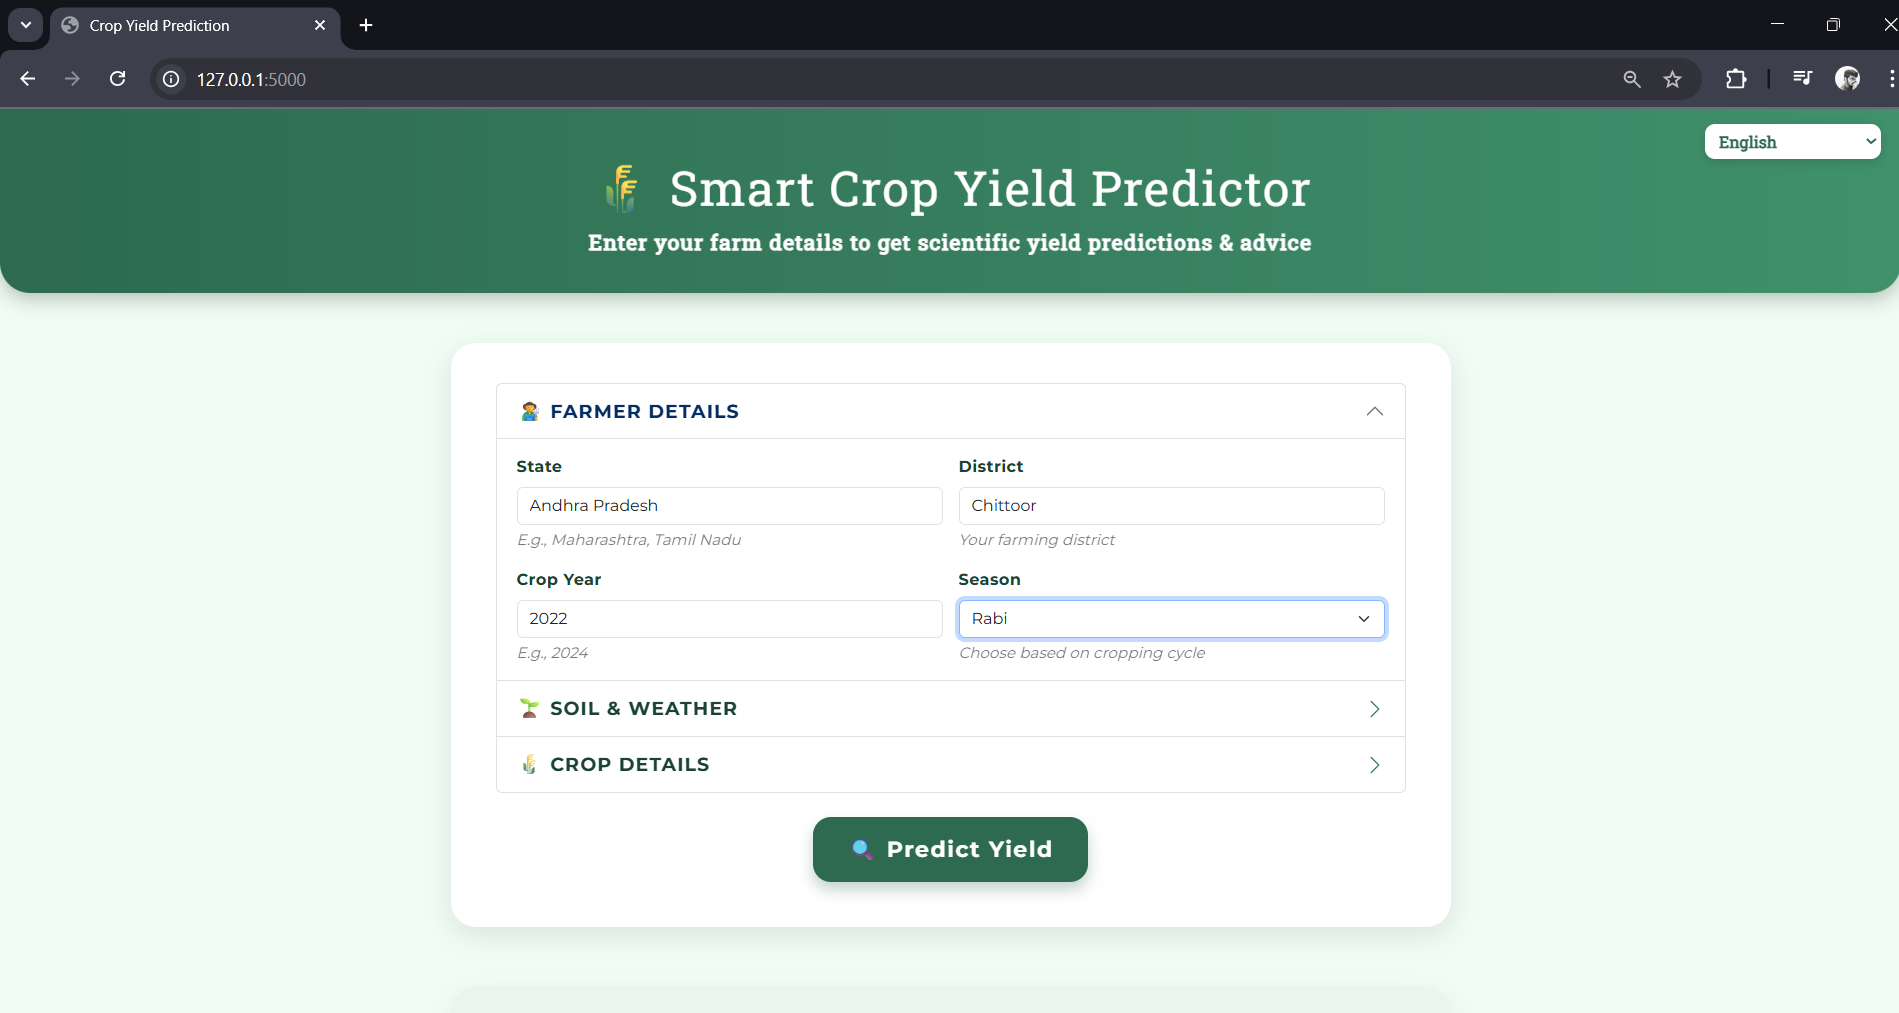 Crop Yield Prediction
127.0.0.1:5000
English
Smart Crop Yield Predictor
Enter your farm details to get scientific yield predictions & advice
FARMER DETAILS
State
District
Andhra Pradesh
Chittoor
E.g., Maharashtra, Tamil Nadu
Your farming district
Crop Year
Season
2022
Rabi
E.g., 2024
Choose based on cropping cycle
SOIL & WEATHER
CROP DETAILS
Predict Yield